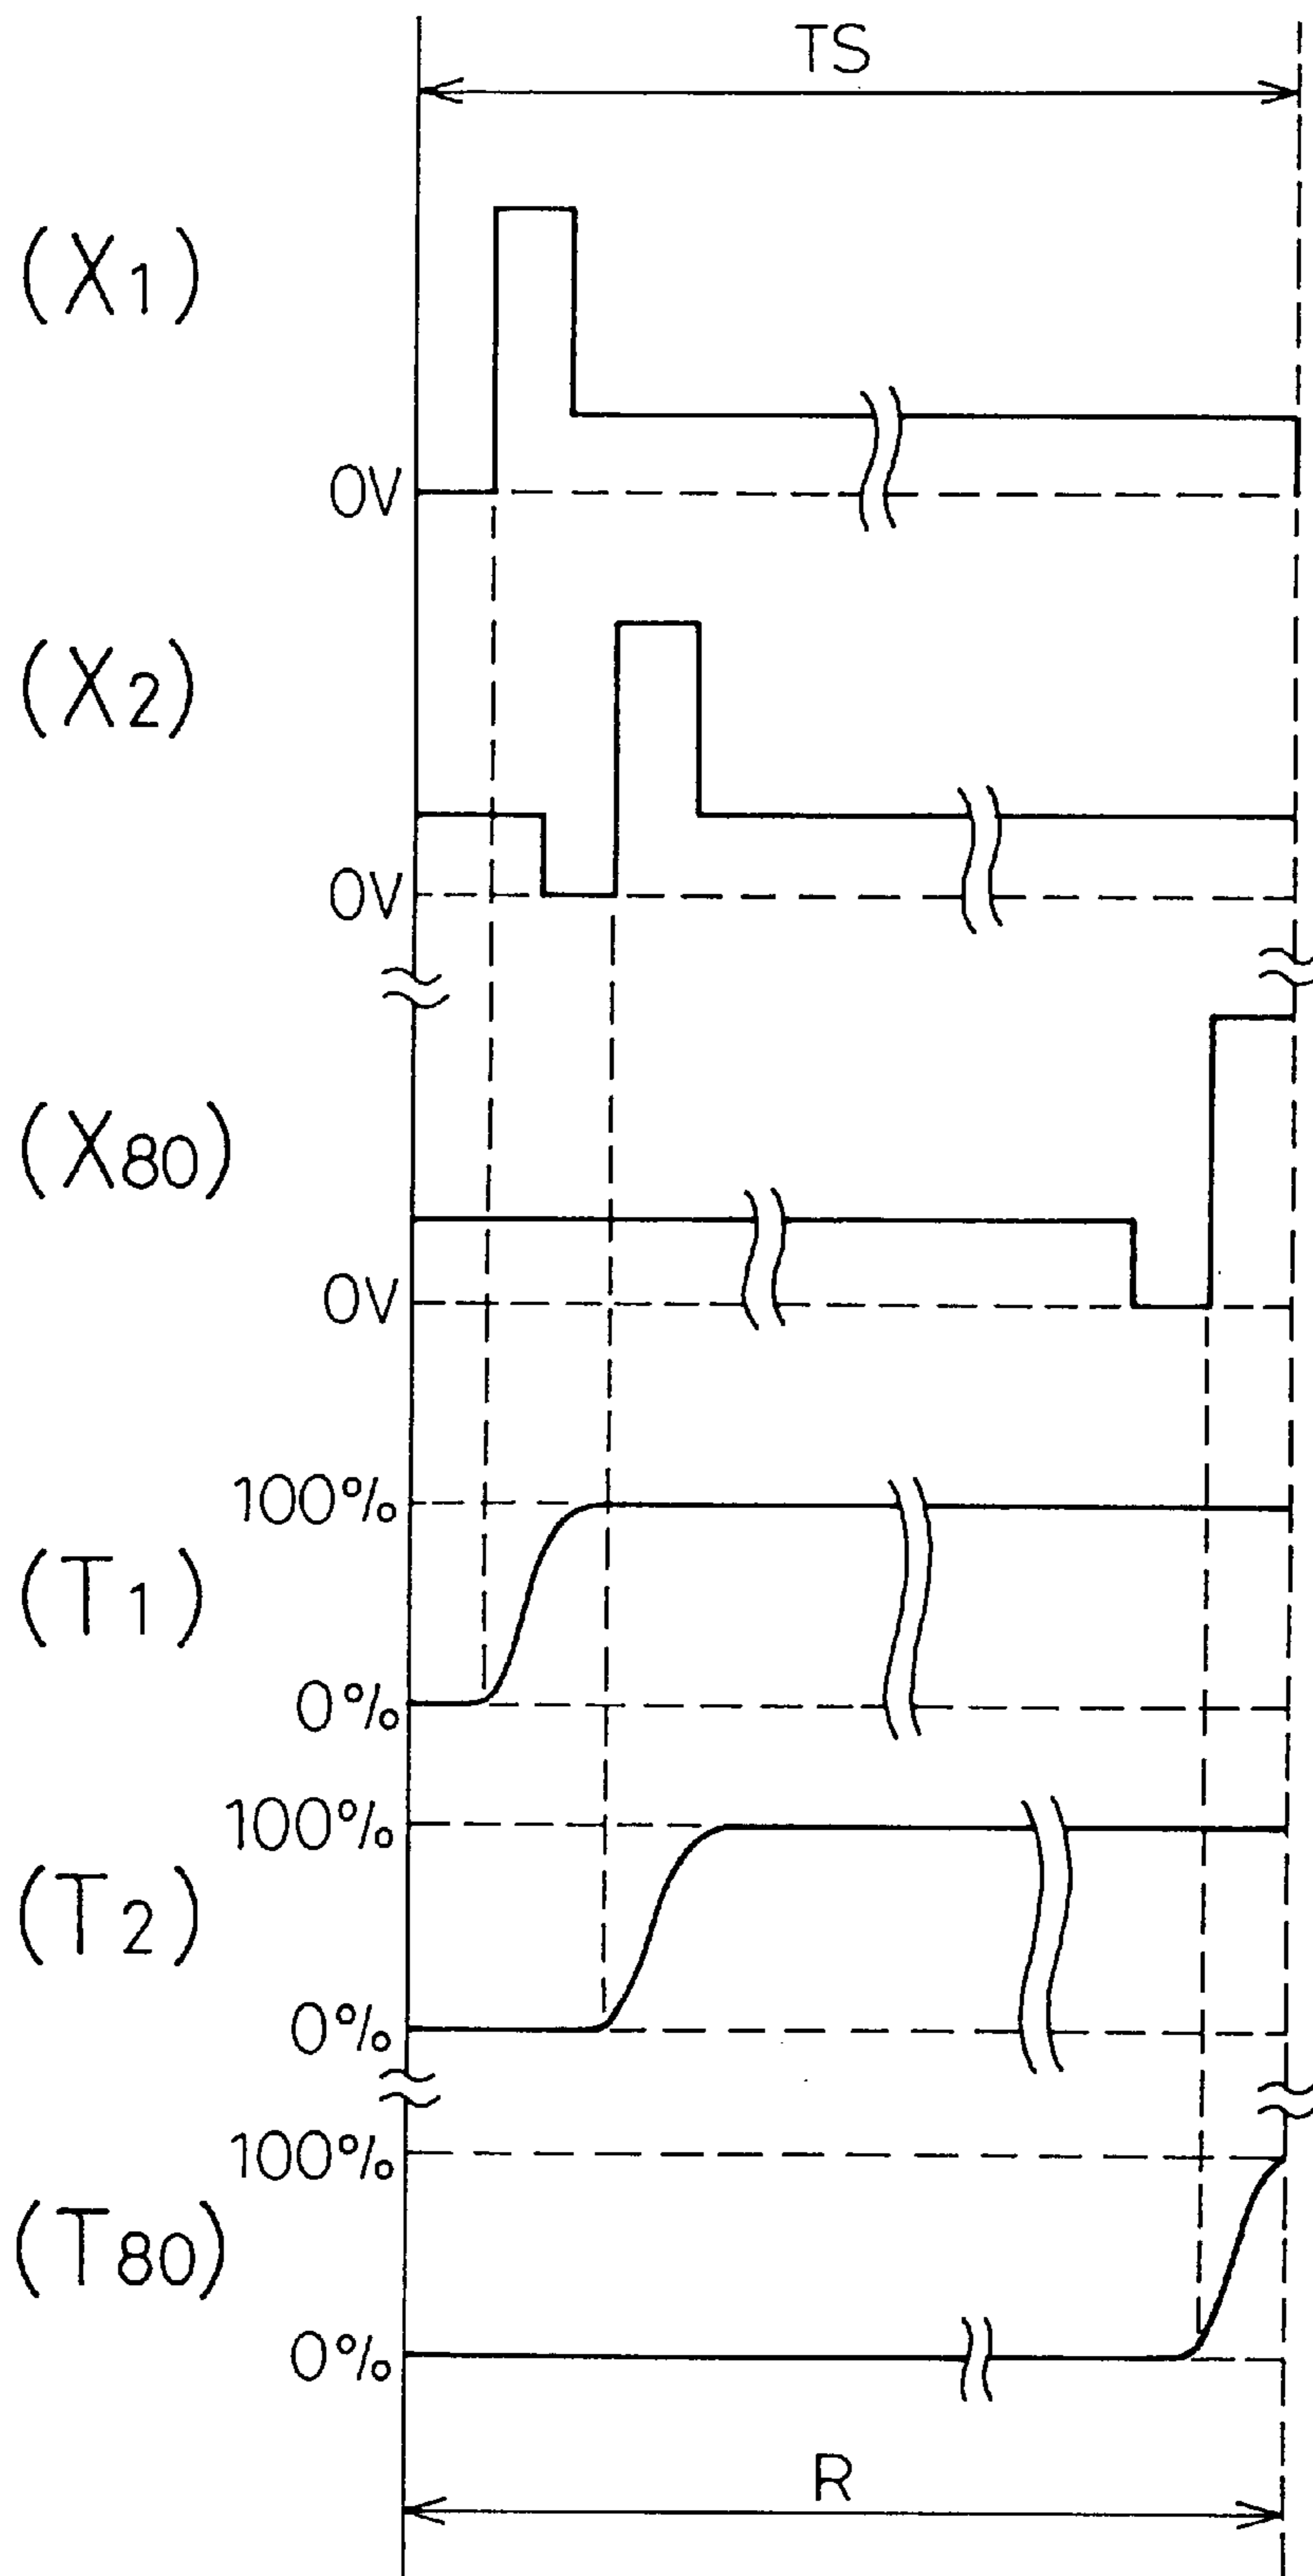 TS
(X1)
0V
(X2)
0V
(X80)
0V
100%
(T1)
0%
100%
(T2)
0%
100%
(T80)
0%
R